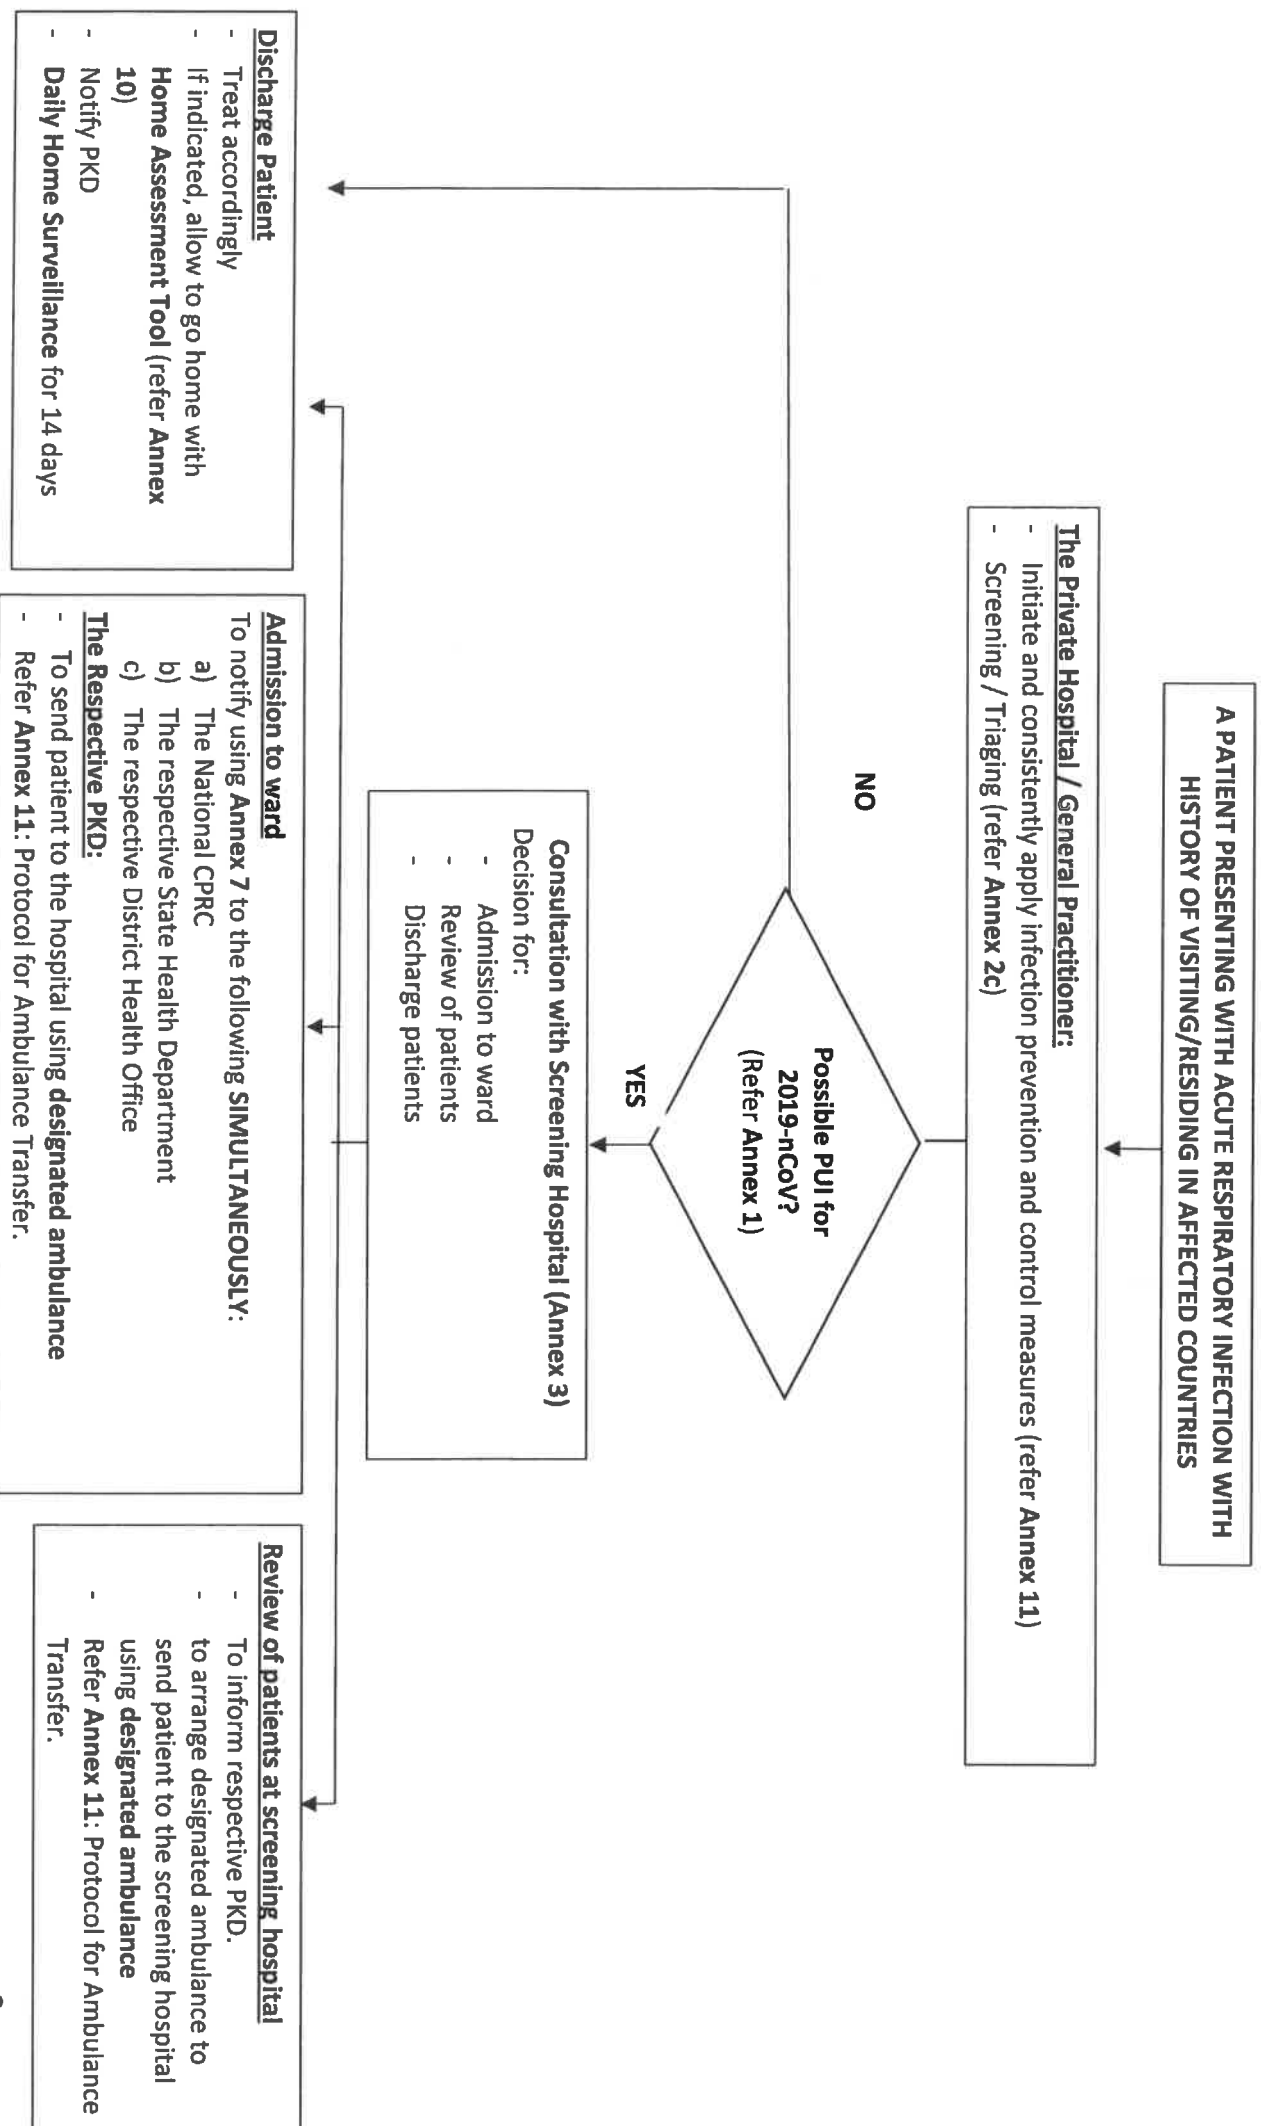 A PATIENT PRESENTING WITH ACUTE RESPIRATORY INFECTION WITH
HISTORY OF VISITING/RESIDING IN AFFECTED COUNTRIES
The Private Hospital / General Practitioner:
- Initiate and consistently apply infection prevention and control measures (refer Annex 11)
- Screening / Triaging (refer Annex 2c)
Possible PUI for
2019-nCoV?
(Refer Annex 1)
NO
YES
Consultation with Screening Hospital (Annex 3)
Decision for:
- Admission to ward
- Review of patients
- Discharge patients
Discharge Patient
- Treat accordingly
- If indicated, allow to go home with
Home Assessment Tool (refer Annex
10)
- Notify PKD
- Daily Home Surveillance for 14 days
Admission to ward
To notify using Annex 7 to the following SIMULTANEOUSLY:
a) The National CPRC
b) The respective State Health Department
c) The respective District Health Office
The Respective PKD:
- To send patient to the hospital using designated ambulance
- Refer Annex 11: Protocol for Ambulance Transfer.
Review of patients at screening hospital
- To inform respective PKD.
- to arrange designated ambulance to
send patient to the screening hospital
using designated ambulance
- Refer Annex 11: Protocol for Ambulance
Transfer.